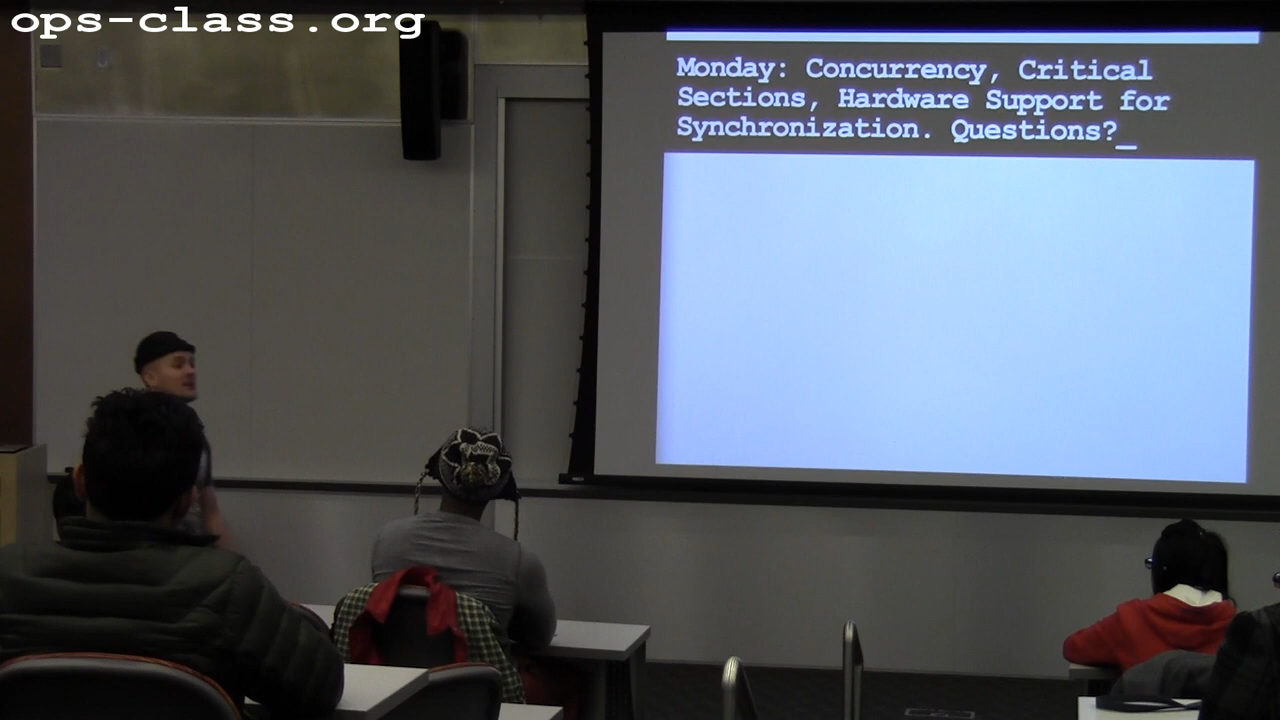 ops-class.org
Monday: Concurrency, Critical
Sections, Hardware Support for
Synchronization. Questions?_